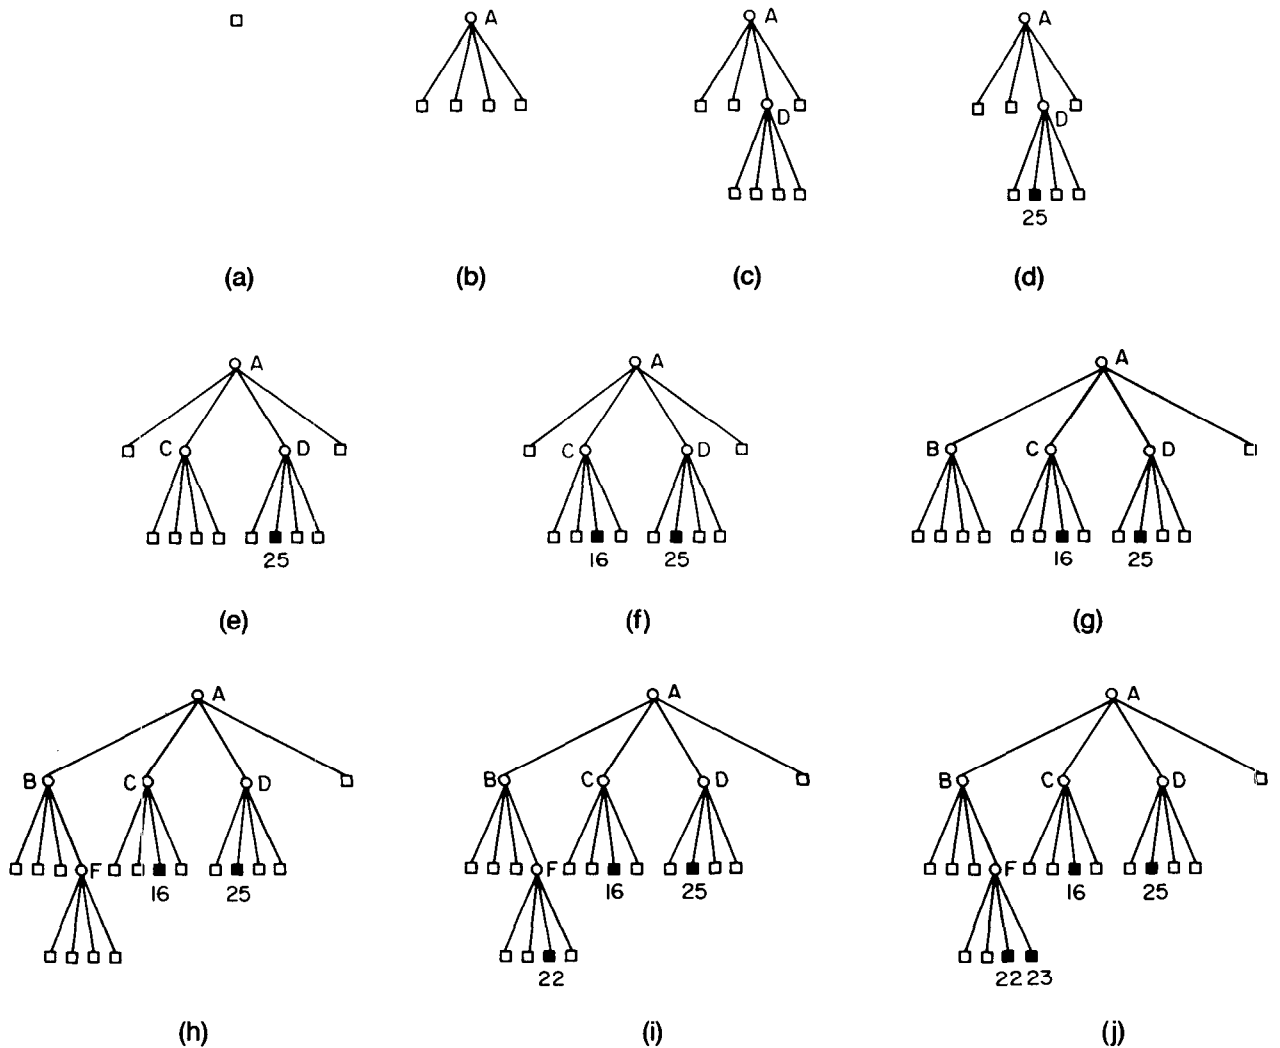 A A A
D D
25
(a) (b) (c) (d)
A A A
C D C D B C D
25 16 25 16 25
(e) (f) (g)
A A A
B C D B C D B C D
F F F
16 25 16 25 16 25
22 22 23
(h) (i) (j)